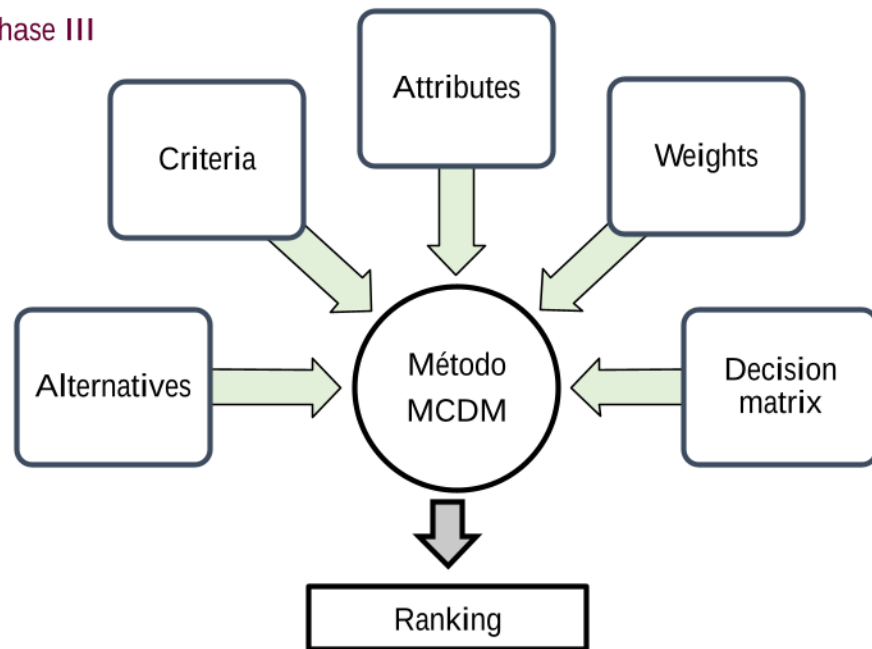 hase III
Attributes
Criteria
Weights
Alternatives
Método
MCDM
Decision
matrix
Ranking